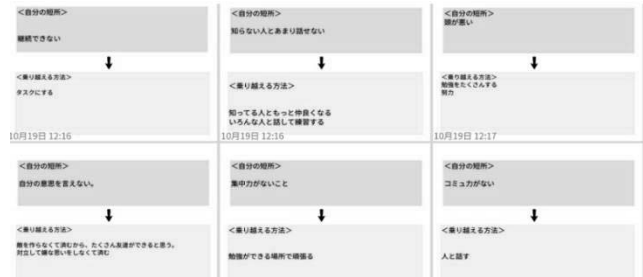 <自分の短所>
継続できない
<乗り越える方法>
タスクにする
10月19日 12:16
<自分の短所>
知らない人とあまり話せない
<乗り越える方法>
知ってる人ともっと仲良くなる
いろんな人と話して練習する
10月19日 12:16
<自分の短所>
頭が悪い
<乗り越える方法>
勉強をたくさんする
努力
10月19日 12:17
<自分の短所>
自分の意思を言えない。
<乗り越える方法>
敵を作らなくて済むから、たくさん友達ができると思う。
対立して嫌な思いをしなくて済む
<自分の短所>
集中力がないこと
<乗り越える方法>
勉強ができる場所で頑張る
<自分の短所>
コミュ力がない
<乗り越える方法>
人と話す